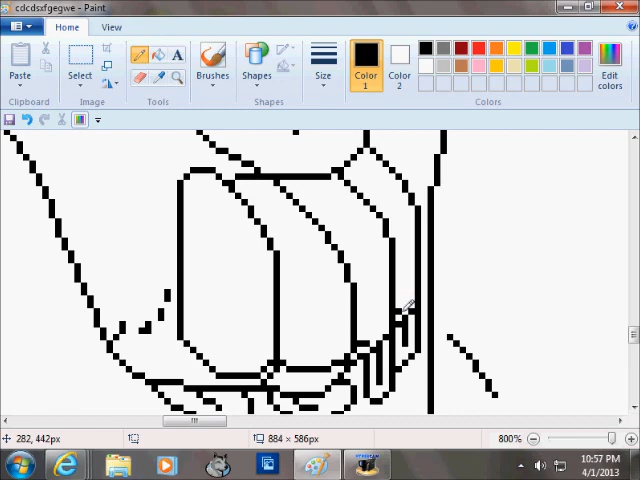 cdcdsxfgegwe - Paint
Home View
Paste Select Brushes Shapes Size Color 1 Color 2 Edit colors
Clipboard Image Tools Shapes Colors
282, 442px 884 × 586px 800%
10:57 PM
4/1/2013